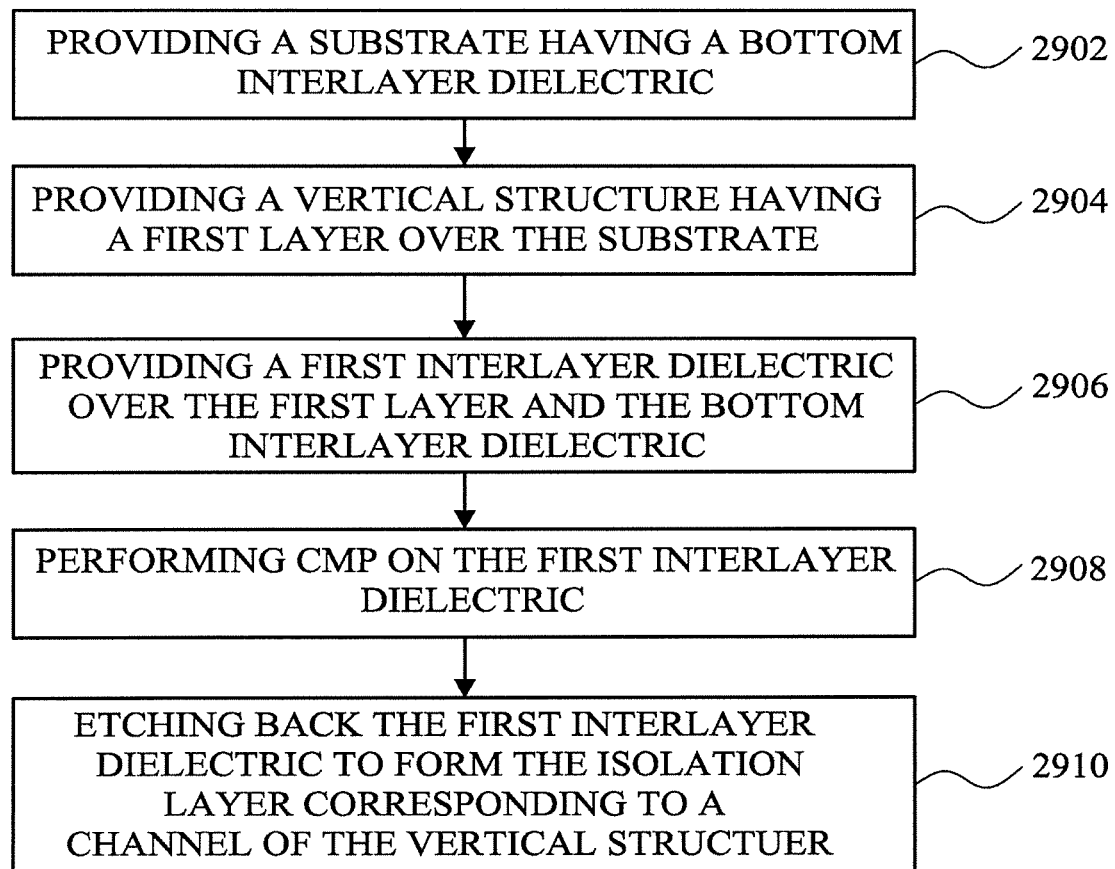 PROVIDING A SUBSTRATE HAVING A BOTTOM
INTERLAYER DIELECTRIC
2902
PROVIDING A VERTICAL STRUCTURE HAVING
A FIRST LAYER OVER THE SUBSTRATE
2904
PROVIDING A FIRST INTERLAYER DIELECTRIC
OVER THE FIRST LAYER AND THE BOTTOM
INTERLAYER DIELECTRIC
2906
PERFORMING CMP ON THE FIRST INTERLAYER
DIELECTRIC
2908
ETCHING BACK THE FIRST INTERLAYER
DIELECTRIC TO FORM THE ISOLATION
LAYER CORRESPONDING TO A
CHANNEL OF THE VERTICAL STRUCTUER
2910